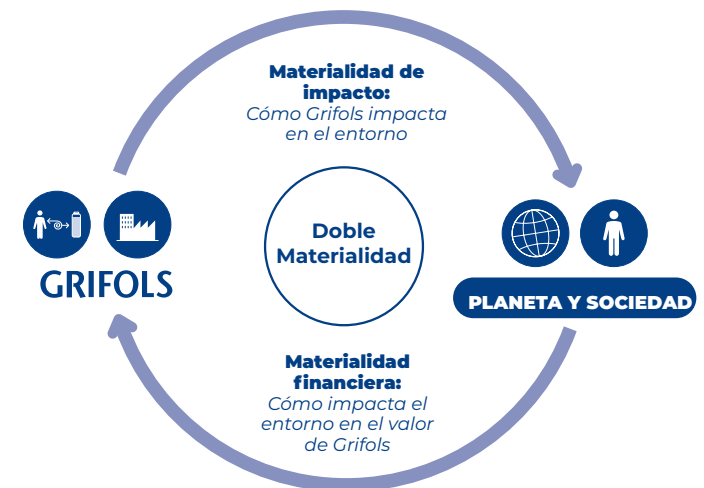 Materialidad de
impacto:
Cómo Grifols impacta
en el entorno
Doble
Materialidad
GRIFOLS
PLANETA Y SOCIEDAD
Materialidad
financiera:
Cómo impacta el
entorno en el valor
de Grifols